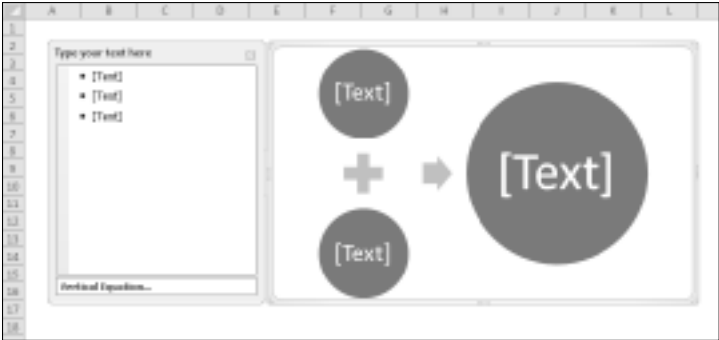 A B C D E F G H I J K L
1
2
3
4
5
6
7
8
9
10
11
12
13
14
15
16
17
18
Type your text here
[Text]
[Text]
[Text]
Vertical Equation...
[Text]
[Text]
[Text]